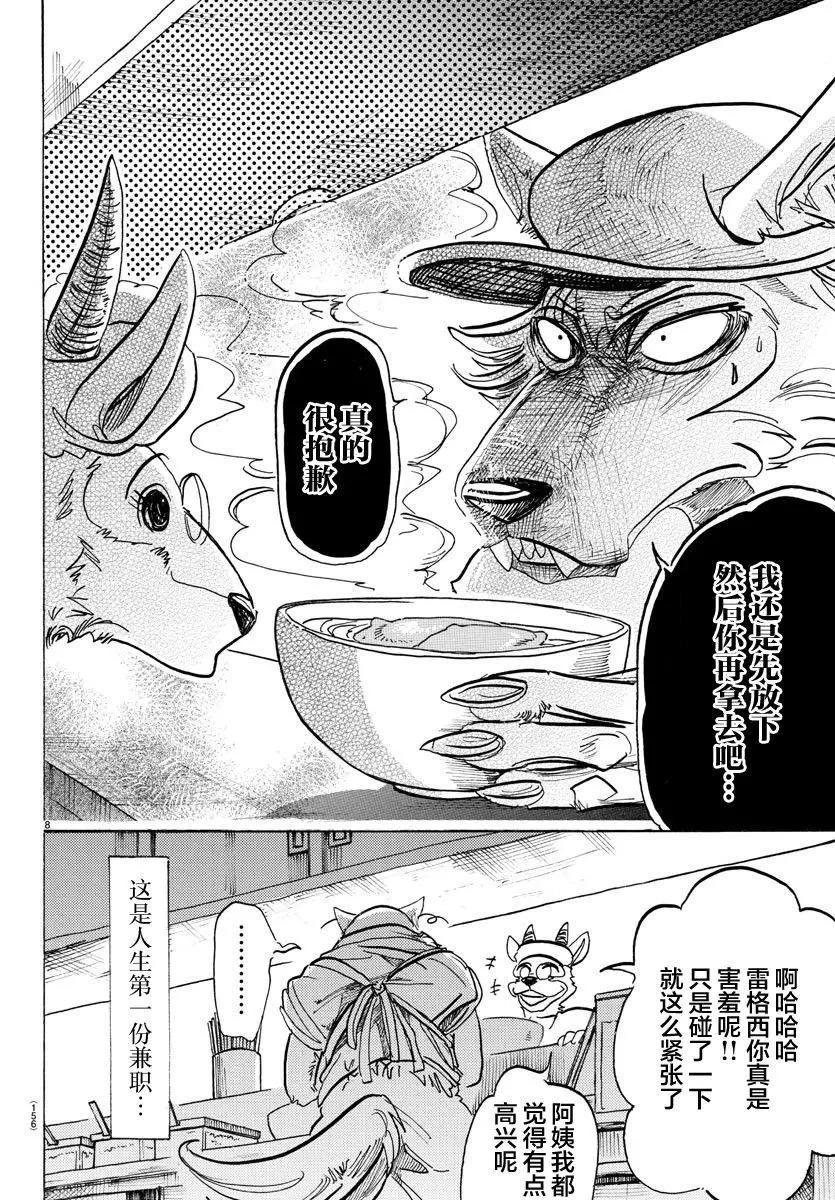 我还是先放下
然后你再拿去吧…
真的
很抱歉
8
啊哈哈哈
雷格西你真是
害羞呢!!
只是碰了一下
就这么紧张了
阿姨我都
觉得有点
高兴呢
………
这是人生第一份兼职…
(156)